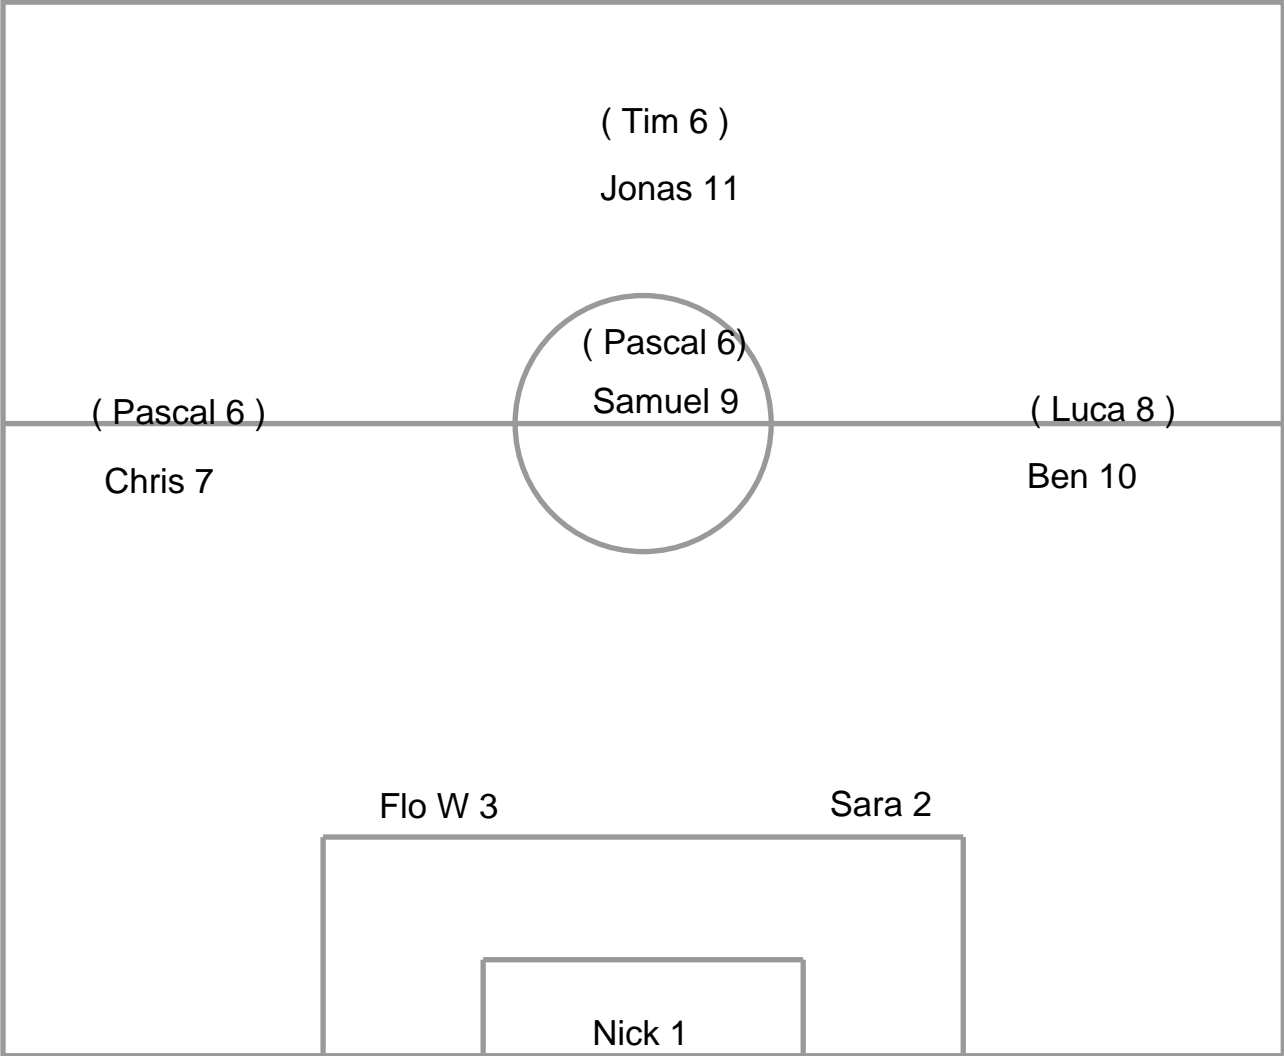 ( Tim 6 )
Jonas 11
( Pascal 6)
Samuel 9
( Pascal 6 )
( Luca 8 )
Chris 7
Ben 10
Flo W 3
Sara 2
Nick 1